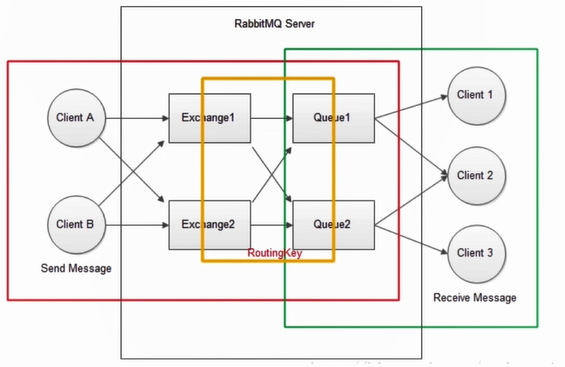 RabbitMQ Server
Client A
Exchange1
Queue1
Client 1
Client 2
Client B
Exchange2
Queue2
RoutingKey
Client 3
Send Message
Receive Message